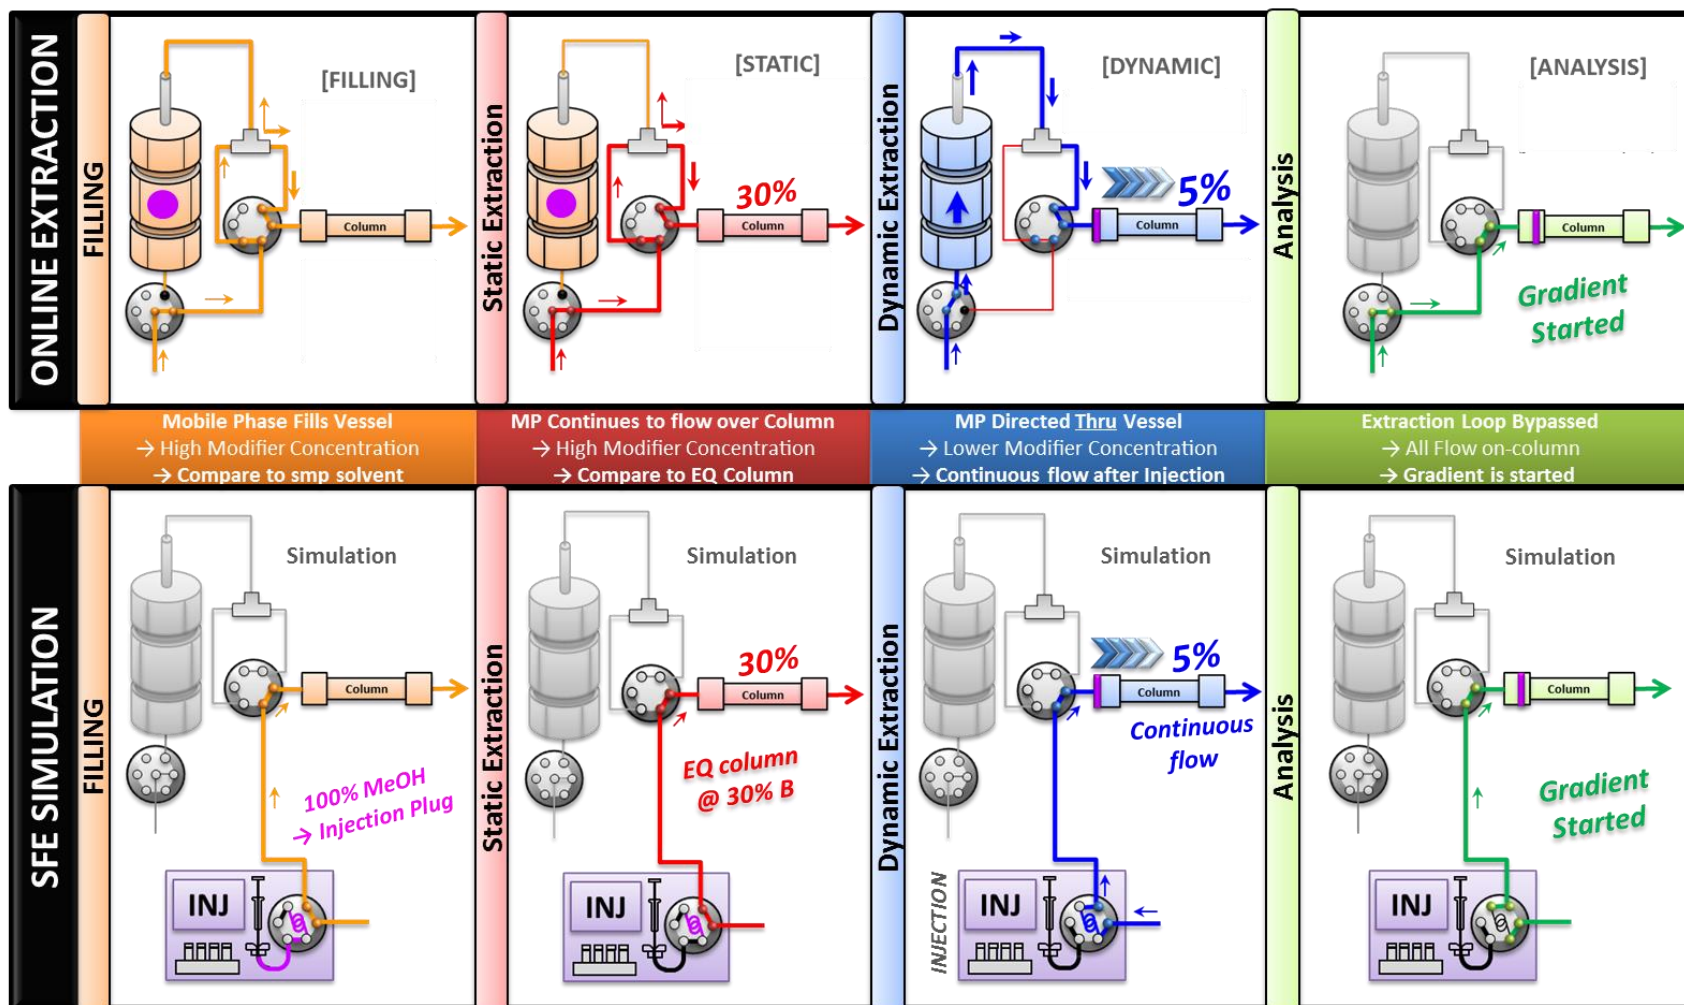 ONLINE EXTRACTION
FILLING
[FILLING]
Column
Static Extraction
[STATIC]
30%
Column
Dynamic Extraction
[DYNAMIC]
5%
Column
Analysis
[ANALYSIS]
Column
Gradient
Started
Mobile Phase Fills Vessel
→ High Modifier Concentration
→ Compare to smp solvent
MP Continues to flow over Column
→ High Modifier Concentration
→ Compare to EQ Column
MP Directed Thru Vessel
→ Lower Modifier Concentration
→ Continuous flow after Injection
Extraction Loop Bypassed
→ All Flow on-column
→ Gradient is started
SFE SIMULATION
FILLING
Simulation
Column
100% MeOH
→ Injection Plug
INJ
Static Extraction
Simulation
30%
Column
EQ column
@ 30% B
INJ
Dynamic Extraction
Simulation
5%
Column
Continuous
flow
INJECTION
INJ
Analysis
Simulation
Column
Gradient
Started
INJ